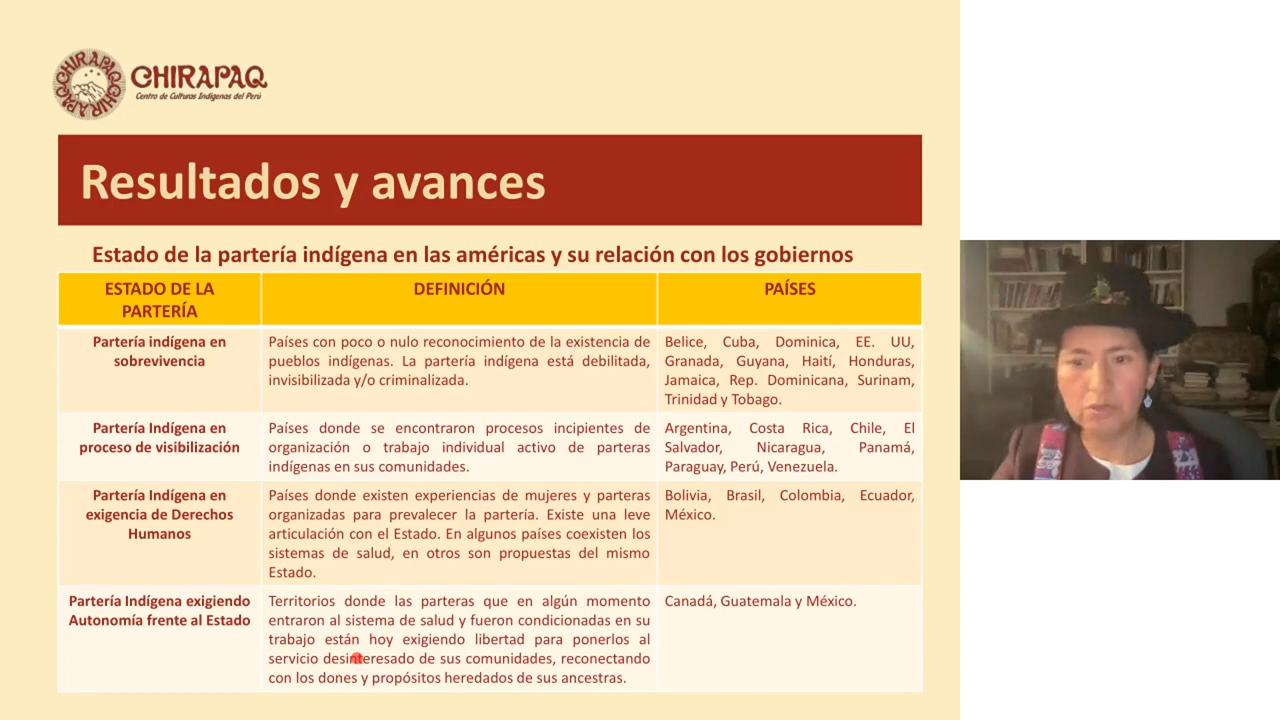 CHIRAPAQ
Centro de Culturas Indígenas del Perú
Resultados y avances
Estado de la partería indígena en las américas y su relación con los gobiernos
ESTADO DE LA
PARTERÍA
DEFINICIÓN
PAÍSES
Partería indígena en
sobrevivencia
Países con poco o nulo reconocimiento de la existencia de
pueblos indígenas. La partería indígena está debilitada,
invisibilizada y/o criminalizada.
Belice, Cuba, Dominica, EE. UU,
Granada, Guyana, Haití, Honduras,
Jamaica, Rep. Dominicana, Surinam,
Trinidad y Tobago.
Partería Indígena en
proceso de visibilización
Países donde se encontraron procesos incipientes de
organización o trabajo individual activo de parteras
indígenas en sus comunidades.
Argentina, Costa Rica, Chile, El
Salvador, Nicaragua, Panamá,
Paraguay, Perú, Venezuela.
Partería Indígena en
exigencia de Derechos
Humanos
Países donde existen experiencias de mujeres y parteras
organizadas para prevalecer la partería. Existe una leve
articulación con el Estado. En algunos países coexisten los
sistemas de salud, en otros son propuestas del mismo
Estado.
Bolivia, Brasil, Colombia, Ecuador,
México.
Partería Indígena exigiendo
Autonomía frente al Estado
Territorios donde las parteras que en algún momento
entraron al sistema de salud y fueron condicionadas en su
trabajo están hoy exigiendo libertad para ponerlos al
servicio desinteresado de sus comunidades, reconectando
con los dones y propósitos heredados de sus ancestras.
Canadá, Guatemala y México.